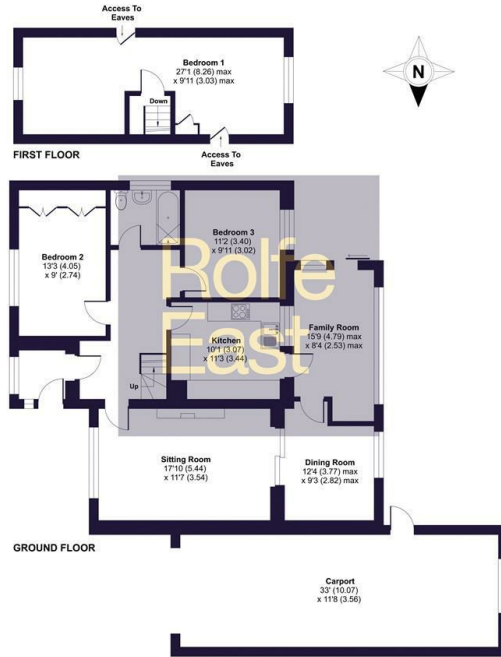 Access To
Eaves
Bedroom 1
27'1 (8.26) max
x 9'11 (3.03) max
Down
N
FIRST FLOOR
Access To
Eaves
Bedroom 2
13'3 (4.05)
x 9' (2.74)
Bedroom 3
11'2 (3.40)
x 9'11 (3.02)
Rolfe
East
Kitchen
10'1 (3.07)
x 11'3 (3.44)
Family Room
15'9 (4.79) max
x 8'4 (2.53) max
Up
Sitting Room
17'10 (5.44)
x 11'7 (3.54)
Dining Room
12'4 (3.77) max
x 9'3 (2.82) max
GROUND FLOOR
Carport
33' (10.07)
x 11'8 (3.56)